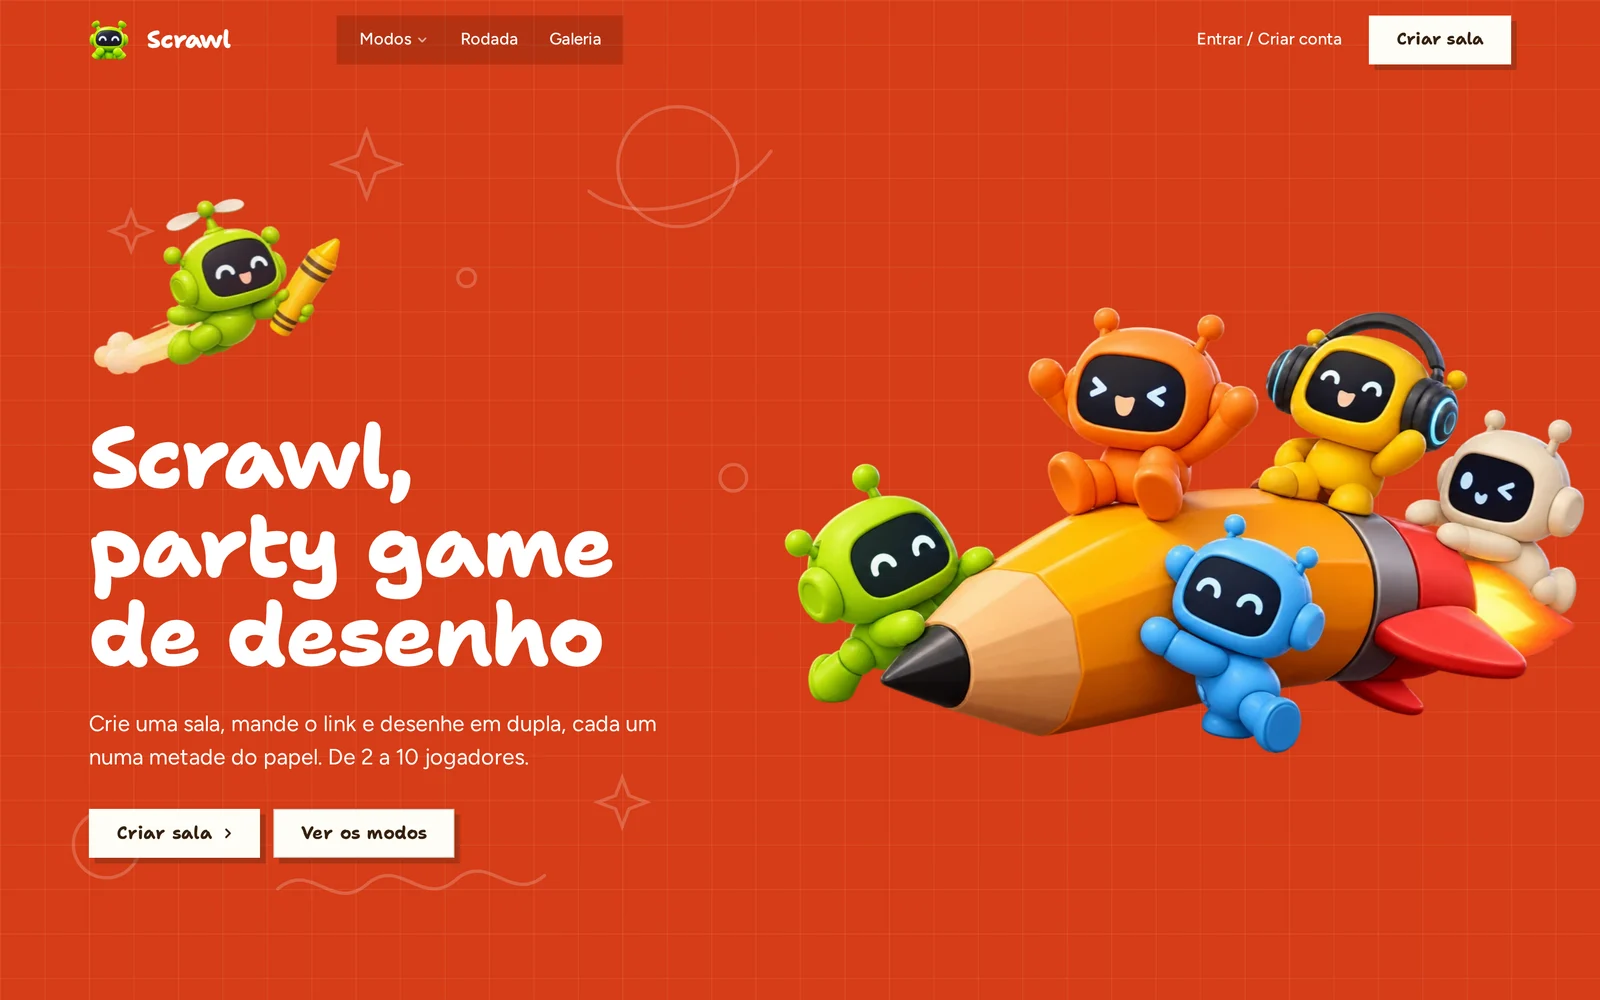 Scrawl
Modos
Rodada
Galeria
Entrar / Criar conta
Criar sala
Scrawl,
party game
de desenho
Crie uma sala, mande o link e desenhe em dupla, cada um
numa metade do papel. De 2 a 10 jogadores.
Criar sala
Ver os modos